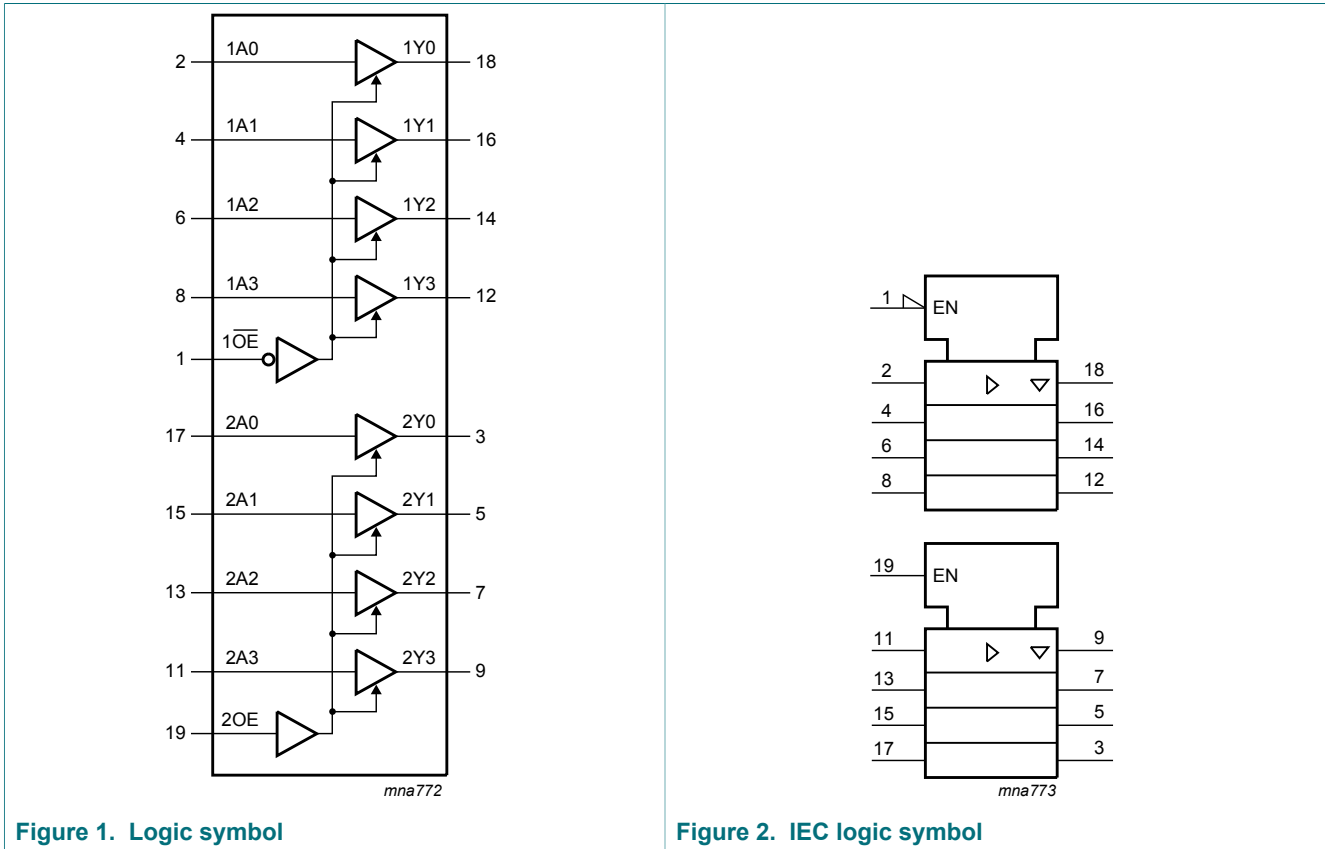 2 1A0 1Y0 18
4 1A1 1Y1 16
6 1A2 1Y2 14
8 1A3 1Y3 12
1 1O̅E̅
17 2A0 2Y0 3
15 2A1 2Y1 5
13 2A2 2Y2 7
11 2A3 2Y3 9
19 2OE
mna772
Figure 1. Logic symbol
1 EN
2 18
4 16
6 14
8 12
19 EN
11 9
13 7
15 5
17 3
mna773
Figure 2. IEC logic symbol